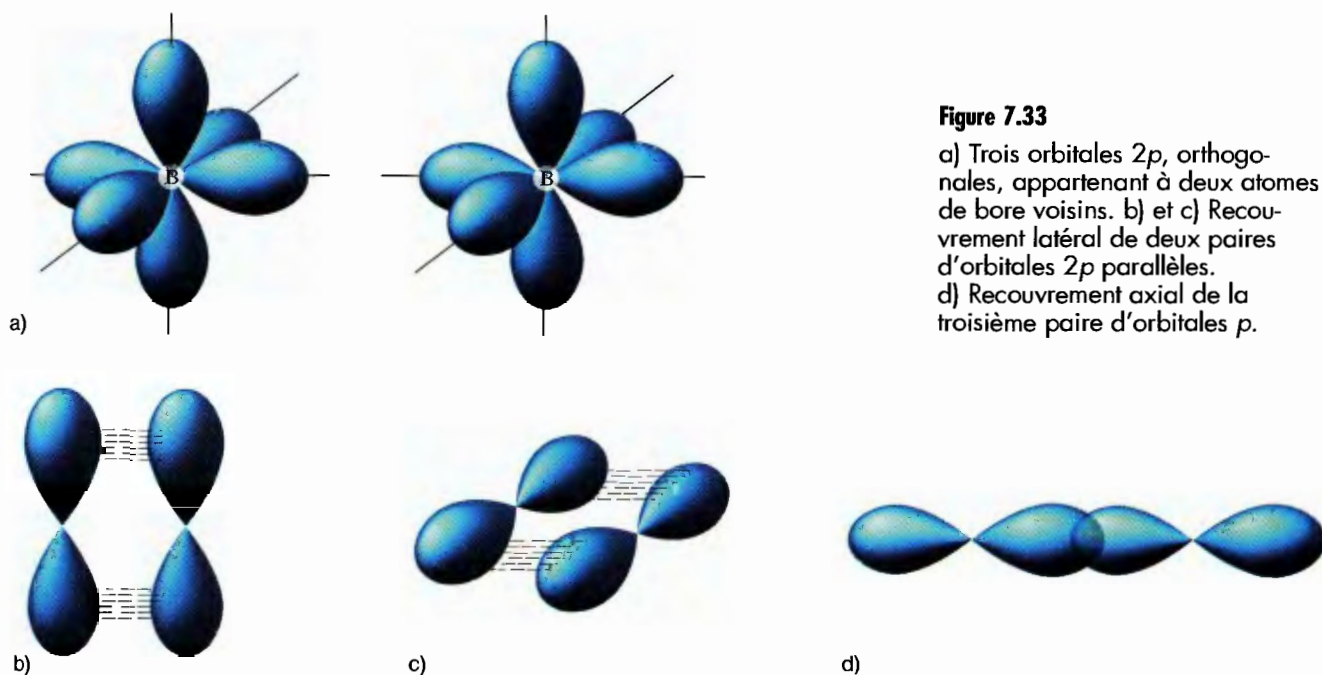 B
B
a)
Figure 7.33
a) Trois orbitales 2p, orthogo-
nales, appartenant à deux atomes
de bore voisins. b) et c) Recou-
vrement latéral de deux paires
d'orbitales 2p parallèles.
d) Recouvrement axial de la
troisième paire d'orbitales p.
b)
c)
d)